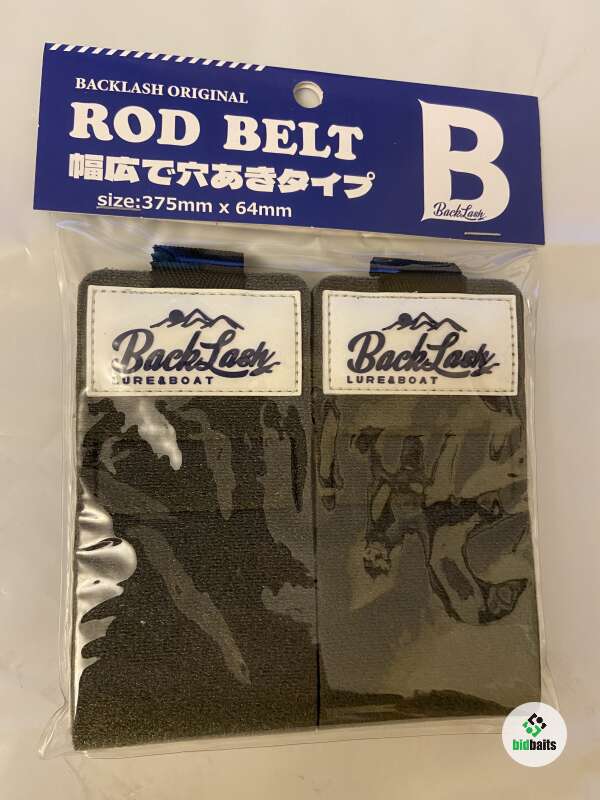 BACKLASH ORIGINAL
ROD BELT
幅広で穴あきタイプ
size:375mm x 64mm
B
BackLash
BackLash
LURE&BOAT
BackLash
LURE&BOAT
bidbaits